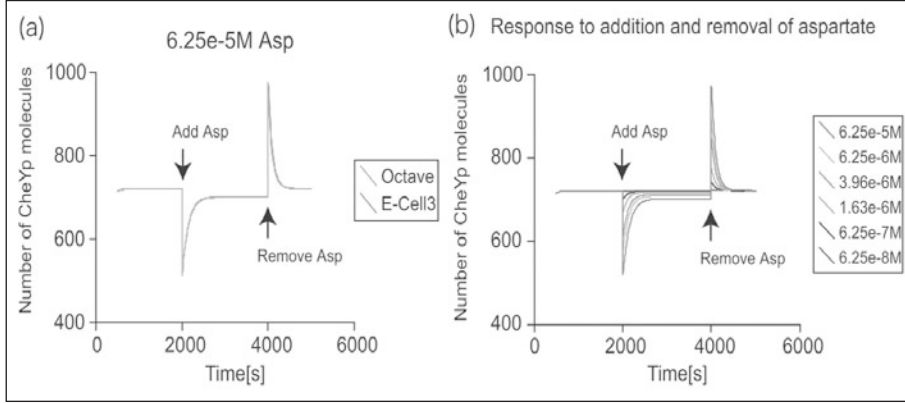 (a)
6.25e-5M Asp
Number of CheYp molecules
1000
800
600
400
Add Asp
Remove Asp
Octave
E-Cell3
0
2000
4000
6000
Time[s]
(b)
Response to addition and removal of aspartate
Number of CheYp molecules
1000
800
600
400
Add Asp
Remove Asp
6.25e-5M
6.25e-6M
3.96e-6M
1.63e-6M
6.25e-7M
6.25e-8M
0
2000
4000
6000
Time[s]